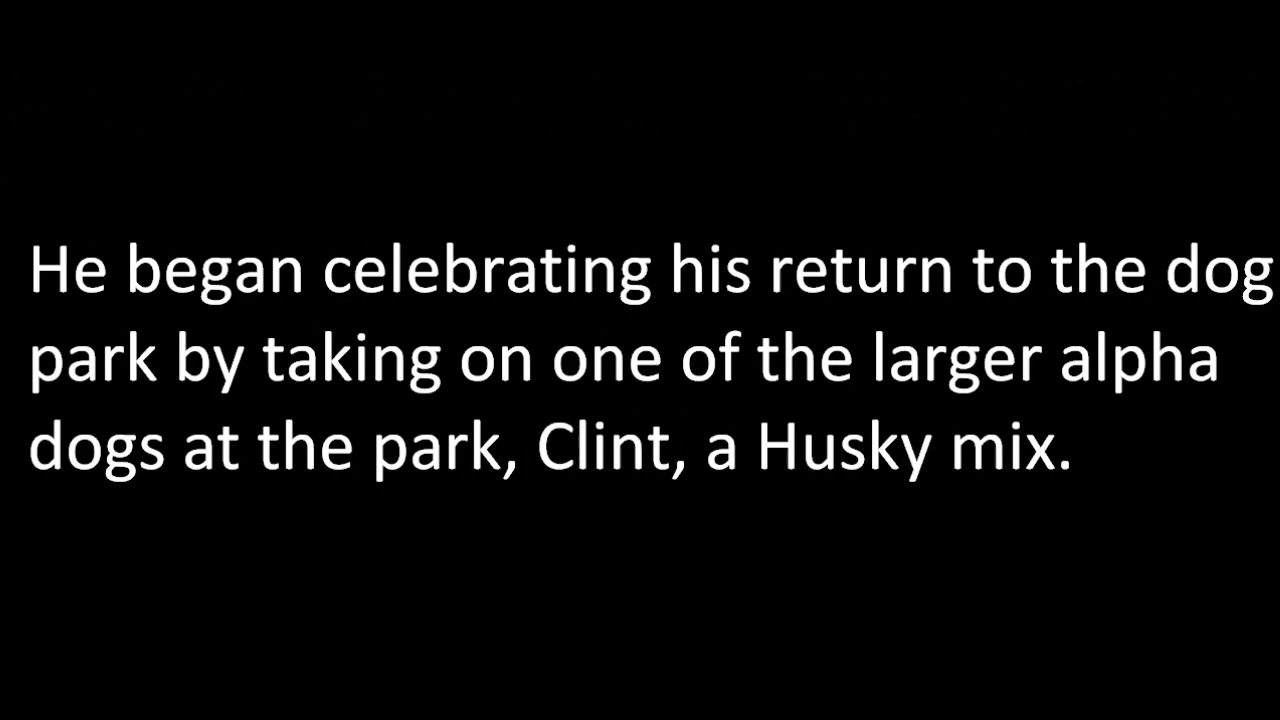 He began celebrating his return to the dog
park by taking on one of the larger alpha
dogs at the park, Clint, a Husky mix.